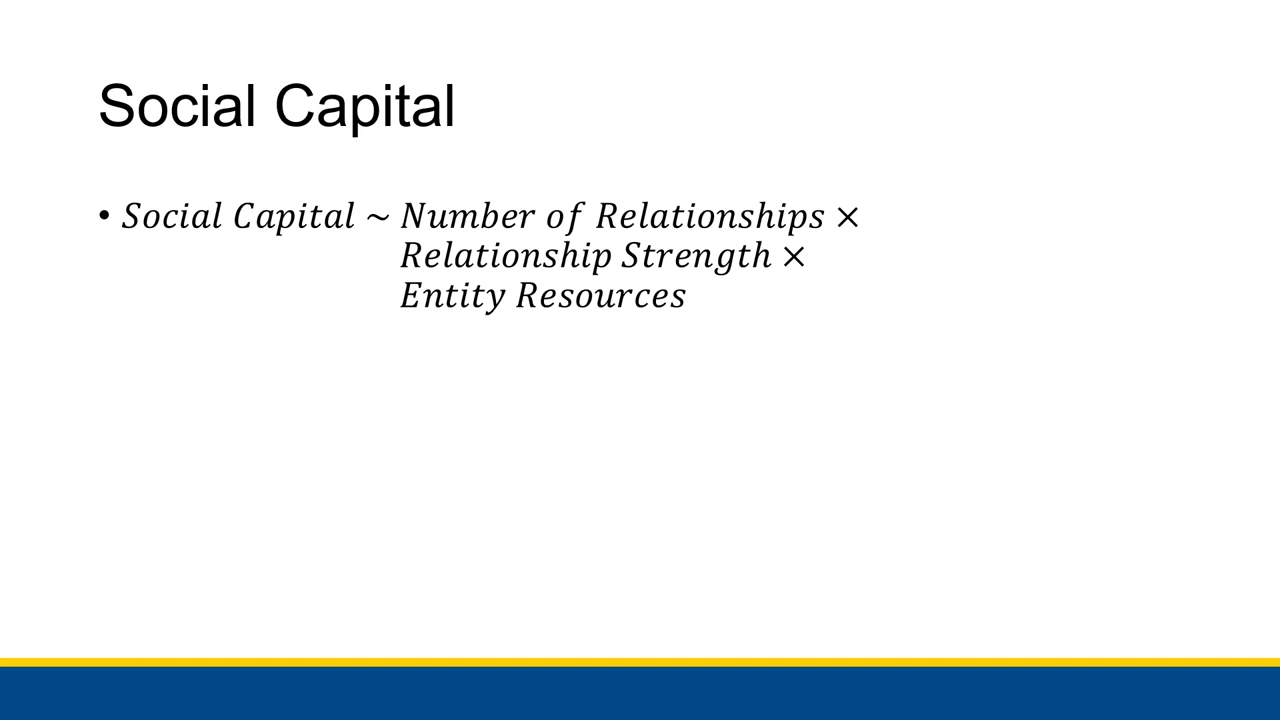 Social Capital
• Social Capital ~ Number of Relationships ×
Relationship Strength ×
Entity Resources